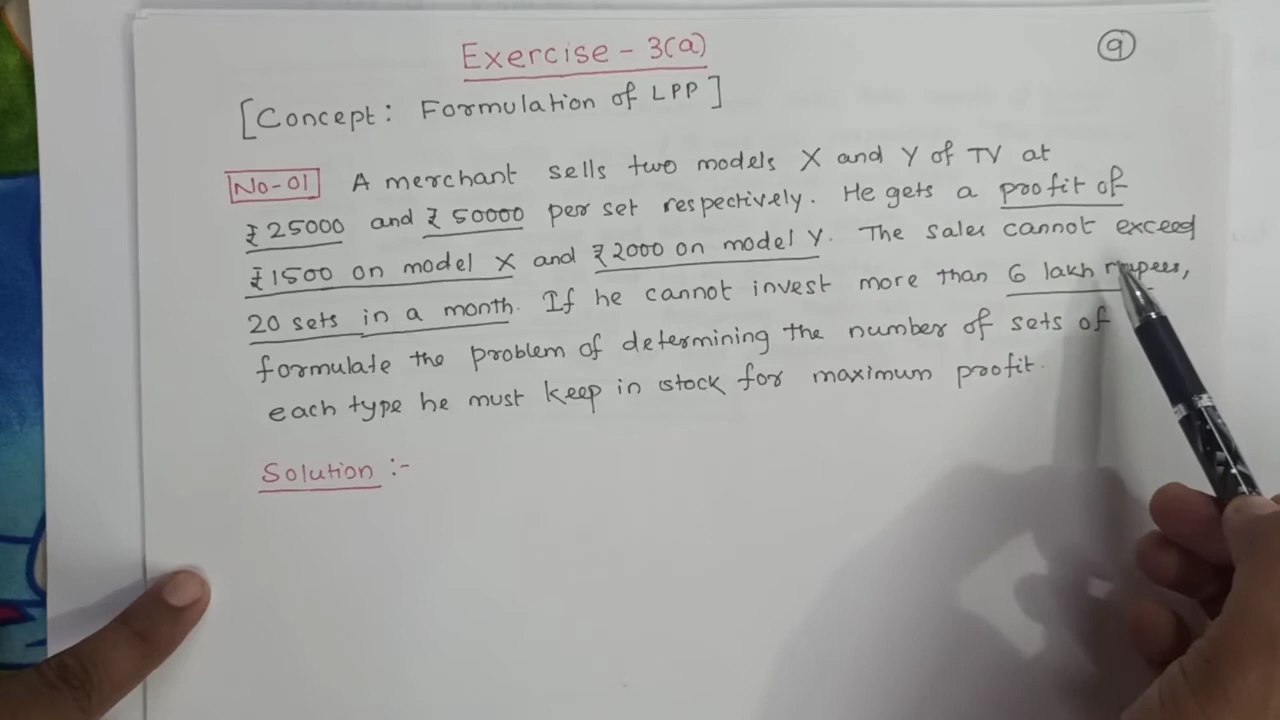 Exercise - 3(a)
9
[Concept: Formulation of LPP]
No-01 A merchant sells two models X and Y of TV at
₹25000 and ₹50000 per set respectively. He gets a profit of
₹1500 on model X and ₹2000 on model Y. The sales cannot exceed
20 sets in a month. If he cannot invest more than 6 lakh rupees,
formulate the problem of determining the number of sets of
each type he must keep in stock for maximum profit.
Solution :-